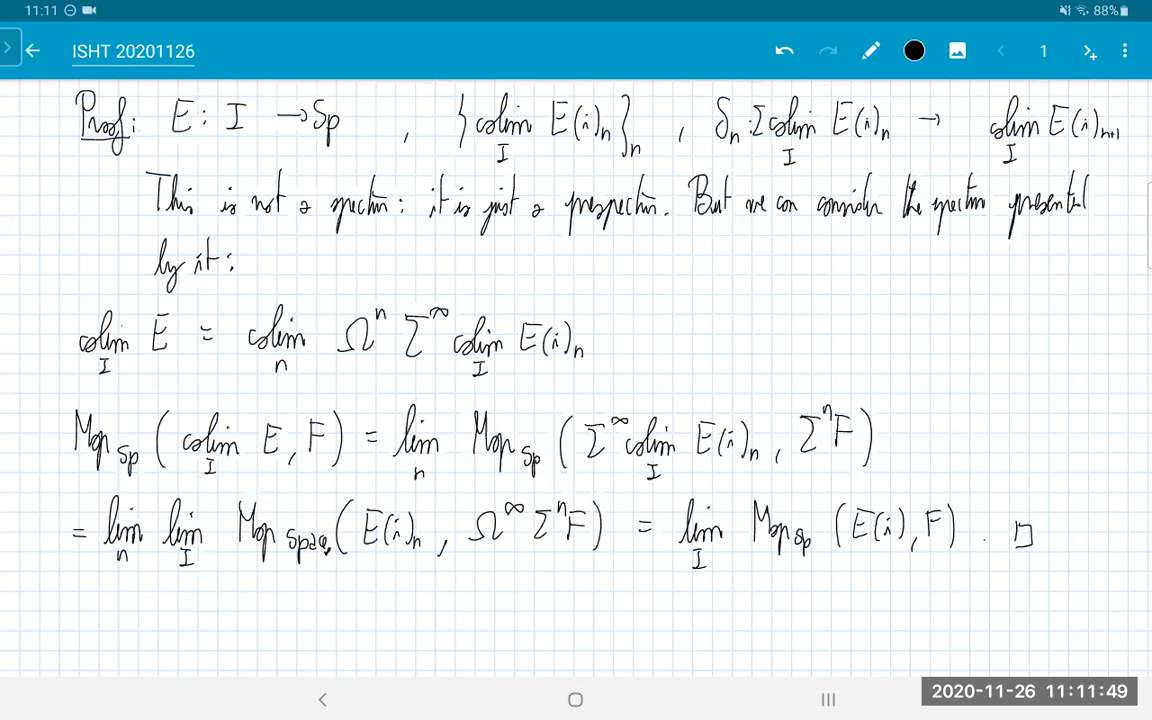 11:11 88%
ISHT 20201126 1
Proof: E: I → Sp , {colim_I E(i)_n}_n , δ_n : Σ colim_I E(i)_n → colim_I E(i)_{n+1}
This is not a spectrum: it is just a prespectrum. But we can consider the spectrum presented
by it:
colim_I E = colim_n Ω^n Σ^∞ colim_I E(i)_n
Map_Sp (colim_I E, F) = lim_n Map_Sp (Σ^∞ colim_I E(i)_n, Σ^n F)
= lim_n lim_I Map_Space* (E(i)_n, Ω^∞ Σ^n F) = lim_I Map_Sp (E(i), F). □
2020-11-26 11:11:49